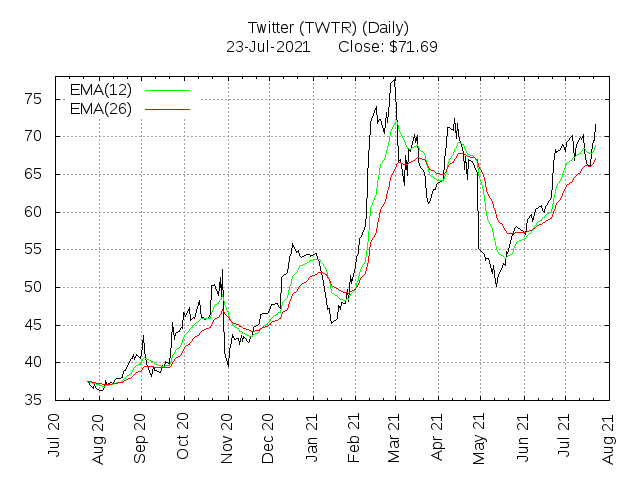 Twitter (TWTR) (Daily)
23-Jul-2021 Close: $71.69
EMA(12)
EMA(26)
75
70
65
60
55
50
45
40
35
Jul 20
Aug 20
Sep 20
Oct 20
Nov 20
Dec 20
Jan 21
Feb 21
Mar 21
Apr 21
May 21
Jun 21
Jul 21
Aug 21